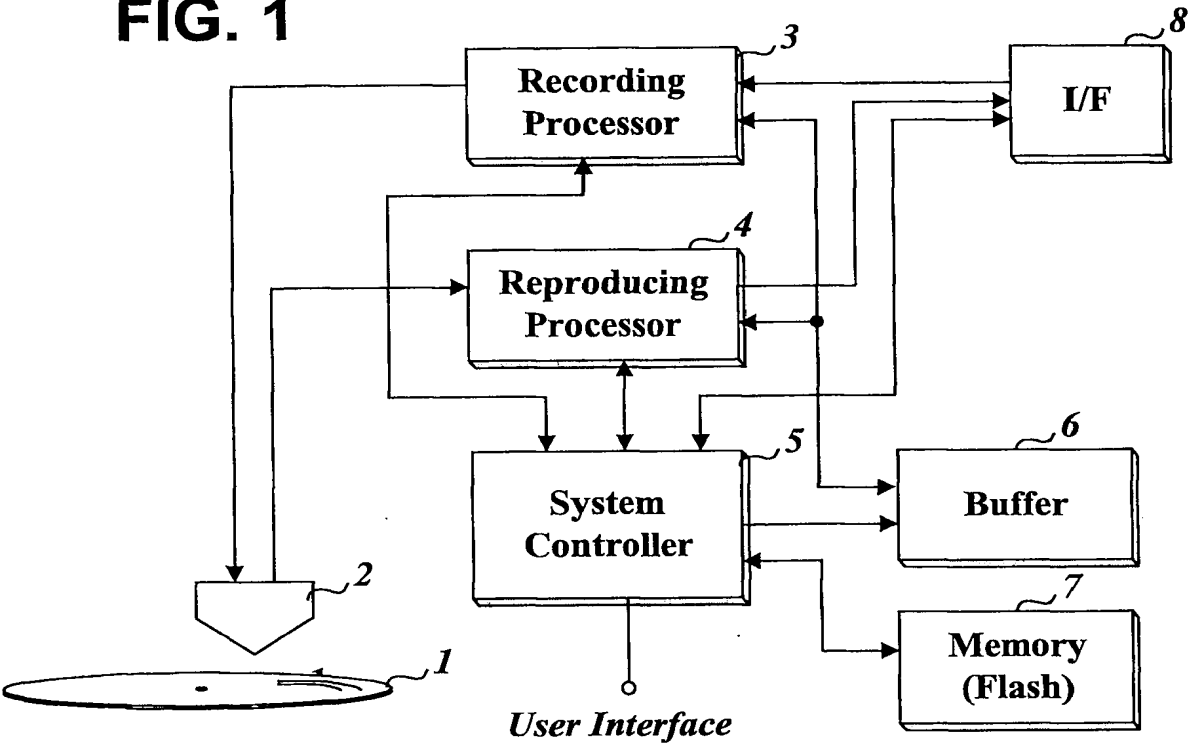 FIG. 1
3
8
Recording
Processor
I/F
4
Reproducing
Processor
5
6
System
Controller
Buffer
2
7
Memory
(Flash)
1
User Interface